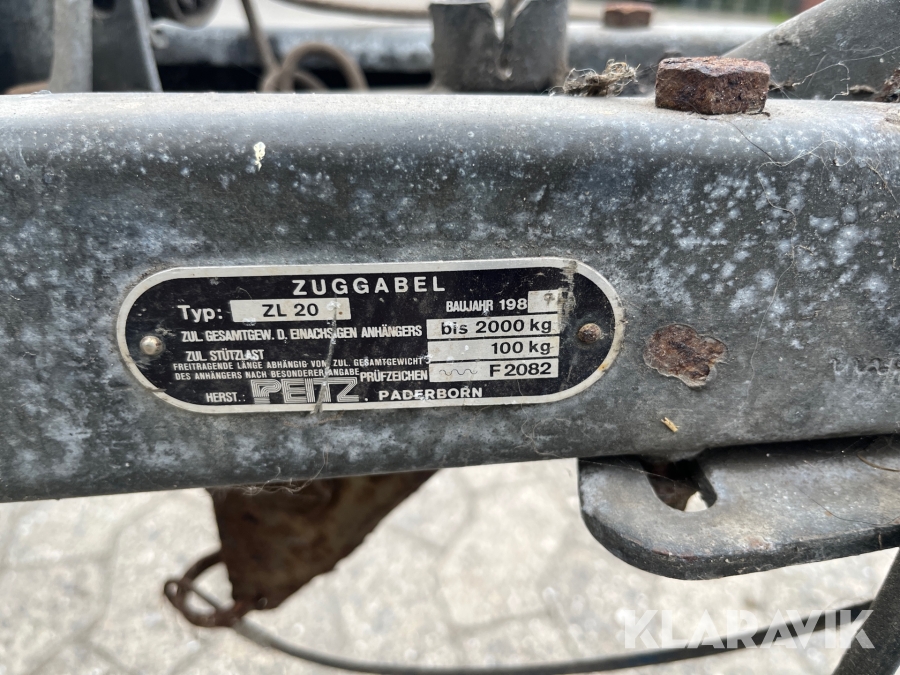 ZUGGABEL
Typ: ZL 20 BAUJAHR 198
ZUL. GESAMTGEW. D. EINACHSIGEN ANHÄNGERS bis 2000 kg
ZUL. STÜTZLAST 100 kg
FREITRAGENDE LÄNGE ABHÄNGIG VON ZUL. GESAMTGEWICHT
DES ANHÄNGERS NACH BESONDERER ANGABE PRÜFZEICHEN F 2082
HERST.: PEITZ, PADERBORN
KLARAVIK